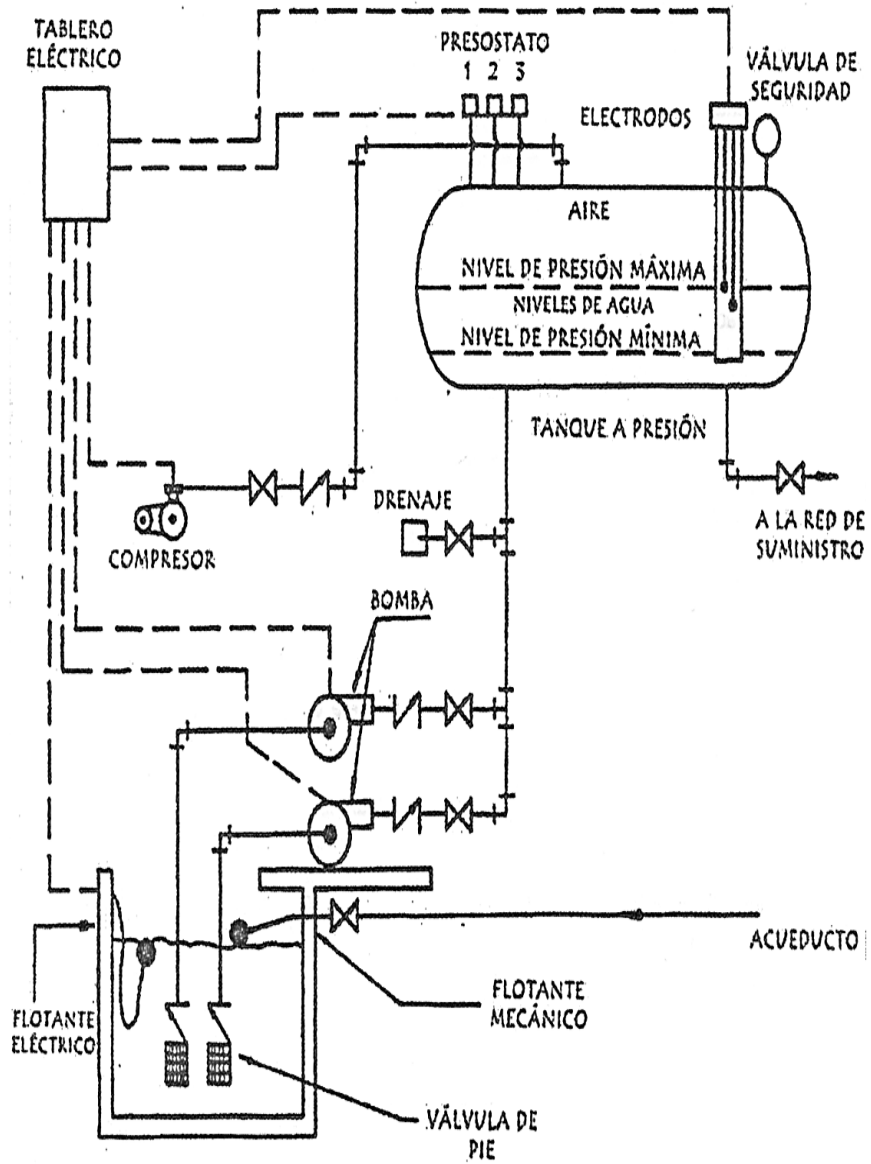 TABLERO
ELÉCTRICO
PRESOSTATO
1 2 3
VÁLVULA DE
SEGURIDAD
ELECTRODOS
AIRE
NIVEL DE PRESIÓN MÁXIMA
NIVELES DE AGUA
NIVEL DE PRESIÓN MÍNIMA
TANQUE A PRESIÓN
DRENAJE
A LA RED DE
SUMINISTRO
COMPRESOR
BOMBA
ACUEDUCTO
FLOTANTE
MECÁNICO
FLOTANTE
ELÉCTRICO
VÁLVULA DE
PIE